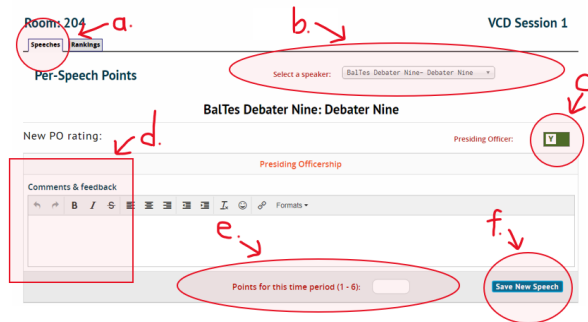 Room: 204
a.
b.
VCD Session 1
Speeches Rankings
Per-Speech Points
Select a speaker: BalTes Debater Nine- Debater Nine
BalTes Debater Nine: Debater Nine
c
New PO rating:
d.
Presiding Officer: Y
Presiding Officership
Comments & feedback
B I S Formats
e.
f.
Points for this time period (1 - 6):
Save New Speech